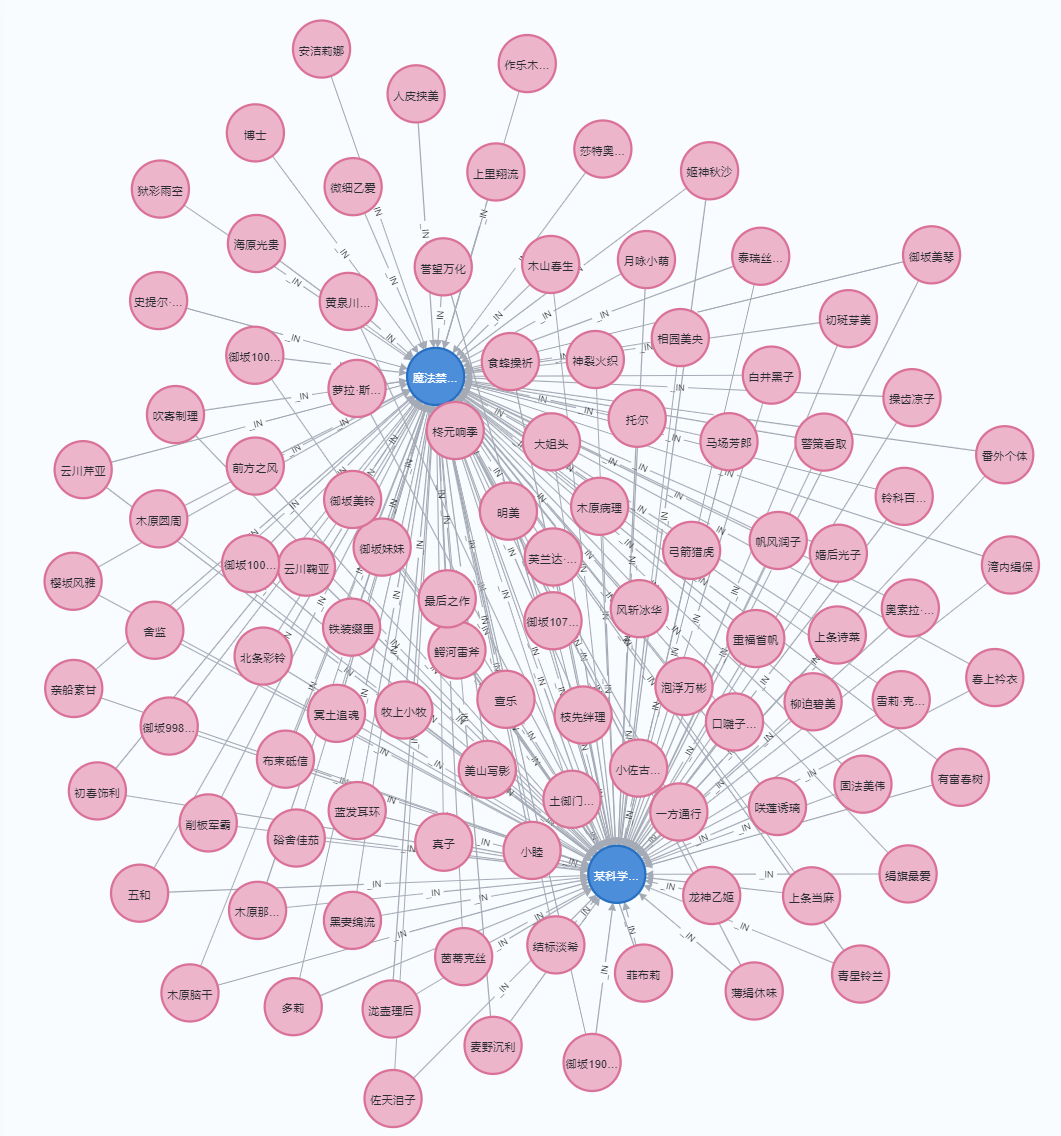 安洁莉娜
作乐木…
人皮挟美
博士
莎特奥…
上里翔流
姬神秋沙
微细乙爱
狱彩雨空
海原光贵
御坂美琴
泰瑞丝…
月咏小萌
木山春生
誉望万化
史提尔·…
黄泉川…
切斑芽美
相园美央
御坂100…
神裂火织
食蜂操祈
白井黑子
魔法禁…
萝拉·斯…
操齿凉子
吹寄制理
托尔
柊元响季
大姐头
马场芳郎
警策看取
番外个体
云川芹亚
前方之风
铃科百…
御坂美铃
木原病理
明美
木原圆周
帆风润子
御坂妹妹
弓箭猎虎
婚后光子
芙兰达·…
湾内绢保
御坂100…
云川鞠亚
樱坂风雅
最后之作
奥索拉·…
风斩冰华
御坂107…
铁装缀里
舍监
上条诗菜
重福省帆
鳄河雷斧
北条彩铃
春上衿衣
亲船素甘
泡浮万彬
壹乐
雪莉·克…
柳迫碧美
牧上小牧
冥土追魂
枝先绊理
口囃子…
御坂998…
布束砥信
美山写影
小佐古…
有富春树
固法美伟
初春饰利
土御门…
咲莲诱璃
蓝发耳环
一方通行
削板军霸
硲舍佳茄
真子
小睦
某科学…
绢旗最爱
五和
龙神乙姬
上条当麻
木原那…
黑妻绵流
结标淡希
茵蒂克丝
菲布莉
青星铃兰
薄绢休味
木原脑干
多莉
泷壶理后
麦野沉利
御坂190…
佐天泪子